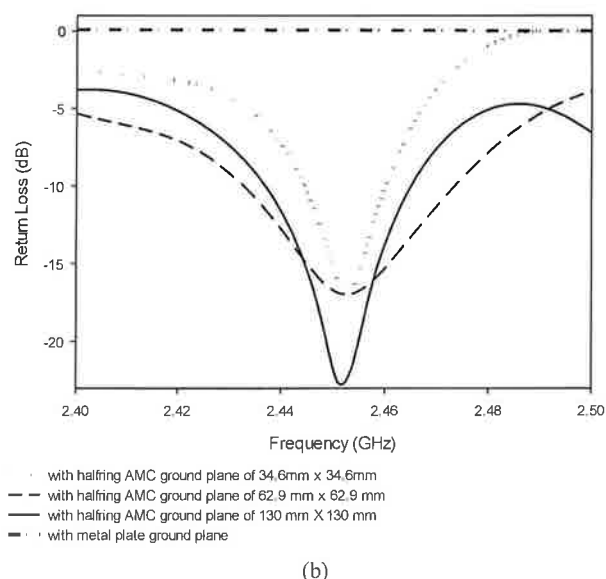 0
-5
-10
-15
-20
Return Loss (dB)
2.40 2.42 2.44 2.46 2.48 2.50
Frequency (GHz)
with halfring AMC ground plane of 34.6mm x 34.6mm
with halfring AMC ground plane of 62.9 mm x 62.9 mm
with halfring AMC ground plane of 130 mm X 130 mm
with metal plate ground plane
(b)